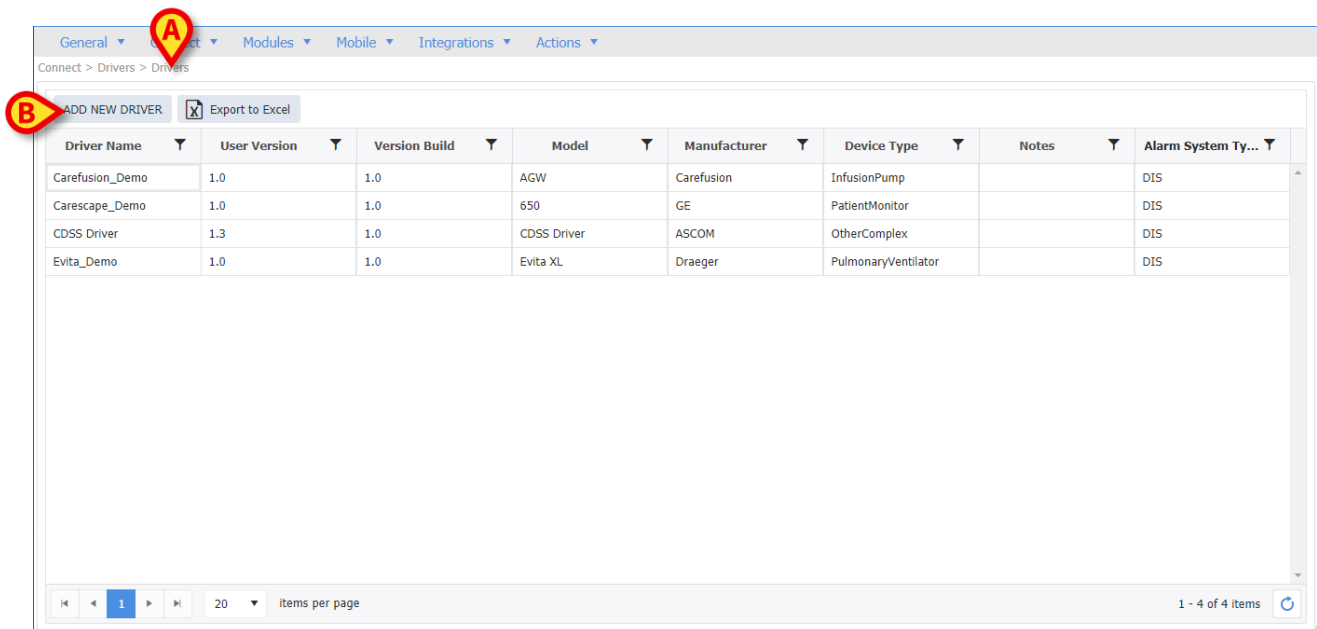 A
General Connect Modules Mobile Integrations Actions
Connect > Drivers > Drivers
B
ADD NEW DRIVER X Export to Excel
Driver Name User Version Version Build Model Manufacturer Device Type Notes Alarm System Ty...
Carefusion_Demo 1.0 1.0 AGW Carefusion InfusionPump DIS
Carescape_Demo 1.0 1.0 650 GE PatientMonitor DIS
CDSS Driver 1.3 1.0 CDSS Driver ASCOM OtherComplex DIS
Evita_Demo 1.0 1.0 Evita XL Draeger PulmonaryVentilator DIS
1 20 items per page 1 - 4 of 4 items